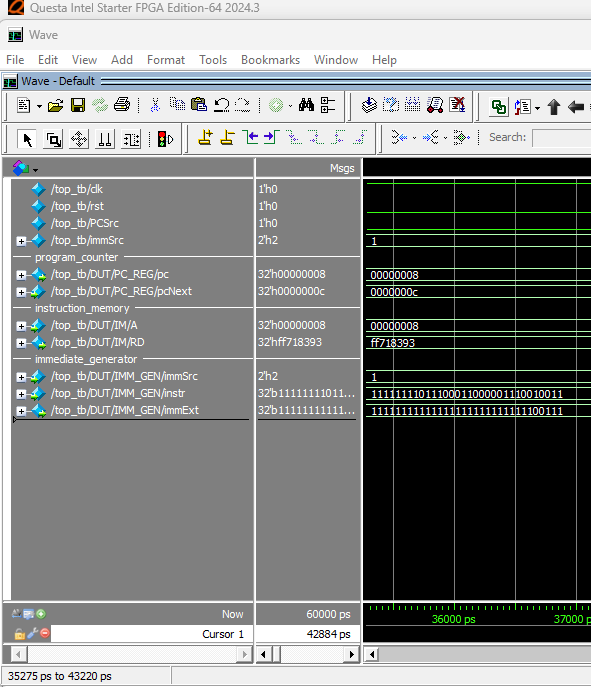 Questa Intel Starter FPGA Edition-64 2024.3
Wave
File Edit View Add Format Tools Bookmarks Window Help
Wave - Default
Search:
Msgs
/top_tb/clk 1'h0
/top_tb/rst 1'h0
/top_tb/PCSrc 1'h0
/top_tb/immSrc 2'h2 1
program_counter
/top_tb/DUT/PC_REG/pc 32'h00000008 00000008
/top_tb/DUT/PC_REG/pcNext 32'h0000000c 0000000c
instruction_memory
/top_tb/DUT/IM/A 32'h00000008 00000008
/top_tb/DUT/IM/RD 32'hff718393 ff718393
immediate_generator
/top_tb/DUT/IMM_GEN/immSrc 2'h2 1
/top_tb/DUT/IMM_GEN/instr 32'b11111111011... 11111111011100011000001110010011
/top_tb/DUT/IMM_GEN/immExt 32'b11111111111... 11111111111111111111111111100111
Now 60000 ps 36000 ps 37000 p
Cursor 1 42884 ps
35275 ps to 43220 ps